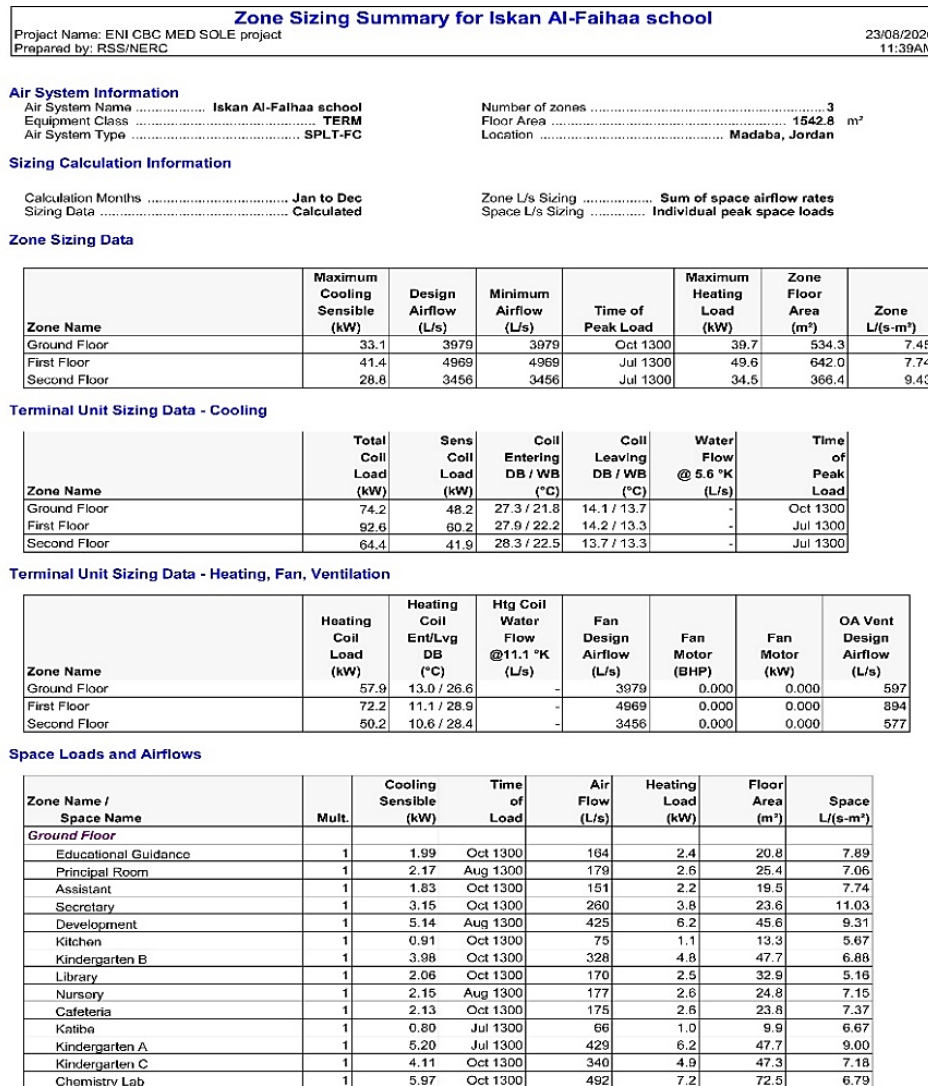 Zone Sizing Summary for Iskan Al-Faihaa school
Project Name: ENI CBC MED SOLE project 23/08/2020
Prepared by: RSS/NERC 11:39AM
Air System Information
Air System Name .................. Iskan Al-Faihaa school Number of zones ............................................................ 3
Equipment Class .................................................. TERM Floor Area ............................................................ 1542.8 m²
Air System Type ............................................ SPLT-FC Location .............................................. Madaba, Jordan
Sizing Calculation Information
Calculation Months .................................... Jan to Dec Zone L/s Sizing .................. Sum of space airflow rates
Sizing Data .................................................. Calculated Space L/s Sizing .............. Individual peak space loads
Zone Sizing Data
Zone Name Maximum Cooling Sensible (kW) Design Airflow (L/s) Minimum Airflow (L/s) Time of Peak Load Maximum Heating Load (kW) Zone Floor Area (m²) Zone L/(s-m²)
Ground Floor 33.1 3979 3979 Oct 1300 39.7 534.3 7.45
First Floor 41.4 4969 4969 Jul 1300 49.6 642.0 7.74
Second Floor 28.8 3456 3456 Jul 1300 34.5 366.4 9.43
Terminal Unit Sizing Data - Cooling
Zone Name Total Coil Load (kW) Sens Coil Load (kW) Coil Entering DB / WB (°C) Coil Leaving DB / WB (°C) Water Flow @ 5.6 °K (L/s) Time of Peak Load
Ground Floor 74.2 48.2 27.3 / 21.8 14.1 / 13.7 - Oct 1300
First Floor 92.6 60.2 27.9 / 22.2 14.2 / 13.3 - Jul 1300
Second Floor 64.4 41.9 28.3 / 22.5 13.7 / 13.3 - Jul 1300
Terminal Unit Sizing Data - Heating, Fan, Ventilation
Zone Name Heating Coil Load (kW) Heating Coil Ent/Lvg DB (°C) Htg Coil Water Flow @11.1 °K (L/s) Fan Design Airflow (L/s) Fan Motor (BHP) Fan Motor (kW) OA Vent Design Airflow (L/s)
Ground Floor 57.9 13.0 / 26.6 - 3979 0.000 0.000 597
First Floor 72.2 11.1 / 28.9 - 4969 0.000 0.000 894
Second Floor 50.2 10.6 / 28.4 - 3456 0.000 0.000 577
Space Loads and Airflows
Zone Name / Space Name Mult. Cooling Sensible (kW) Time of Load Air Flow (L/s) Heating Load (kW) Floor Area (m²) Space L/(s-m²)
Ground Floor
Educational Guidance 1 1.99 Oct 1300 164 2.4 20.8 7.89
Principal Room 1 2.17 Aug 1300 179 2.6 25.4 7.06
Assistant 1 1.83 Oct 1300 151 2.2 19.5 7.74
Secretary 1 3.15 Oct 1300 260 3.8 23.6 11.03
Development 1 5.14 Aug 1300 425 6.2 45.6 9.31
Kitchen 1 0.91 Oct 1300 75 1.1 13.3 5.67
Kindergarten B 1 3.98 Oct 1300 328 4.8 47.7 6.88
Library 1 2.06 Oct 1300 170 2.5 32.9 5.16
Nursery 1 2.15 Aug 1300 177 2.6 24.8 7.15
Cafeteria 1 2.13 Oct 1300 175 2.6 23.8 7.37
Katiba 1 0.80 Jul 1300 66 1.0 9.9 6.67
Kindergarten A 1 5.20 Jul 1300 429 6.2 47.7 9.00
Kindergarten C 1 4.11 Oct 1300 340 4.9 47.3 7.18
Chemistry Lab 1 5.97 Oct 1300 492 7.2 72.5 6.79